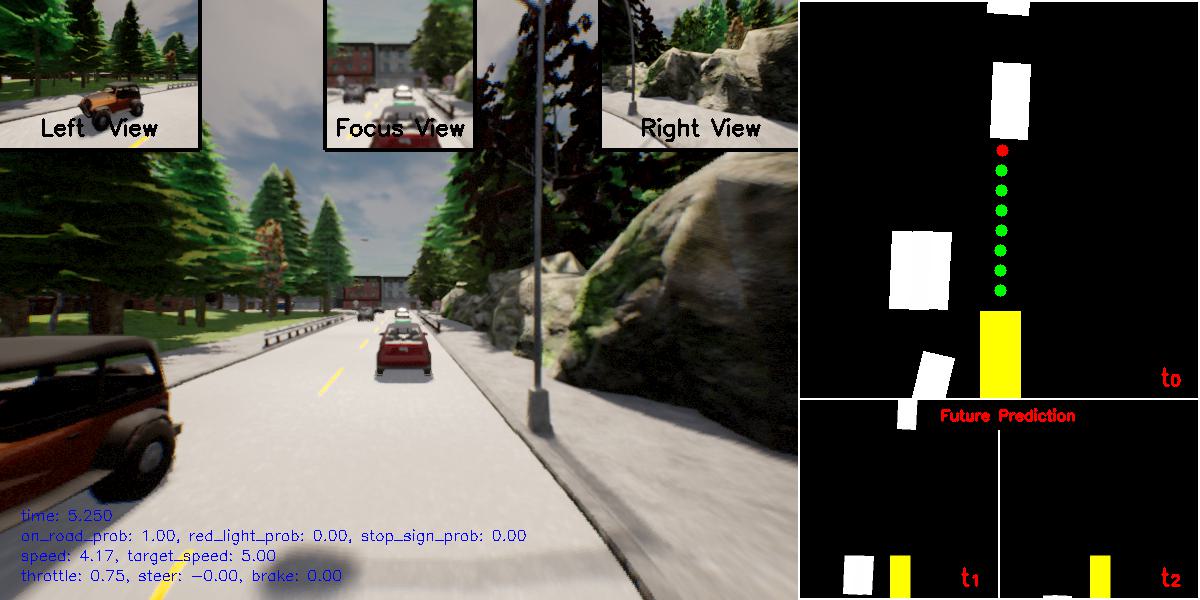 Left View
Focus View
Right View
time: 5.250
on_road_prob: 1.00, red_light_prob: 0.00, stop_sign_prob: 0.00
speed: 4.17, target_speed: 5.00
throttle: 0.75, steer: −0.00, brake: 0.00
t0
Future Prediction
t1
t2